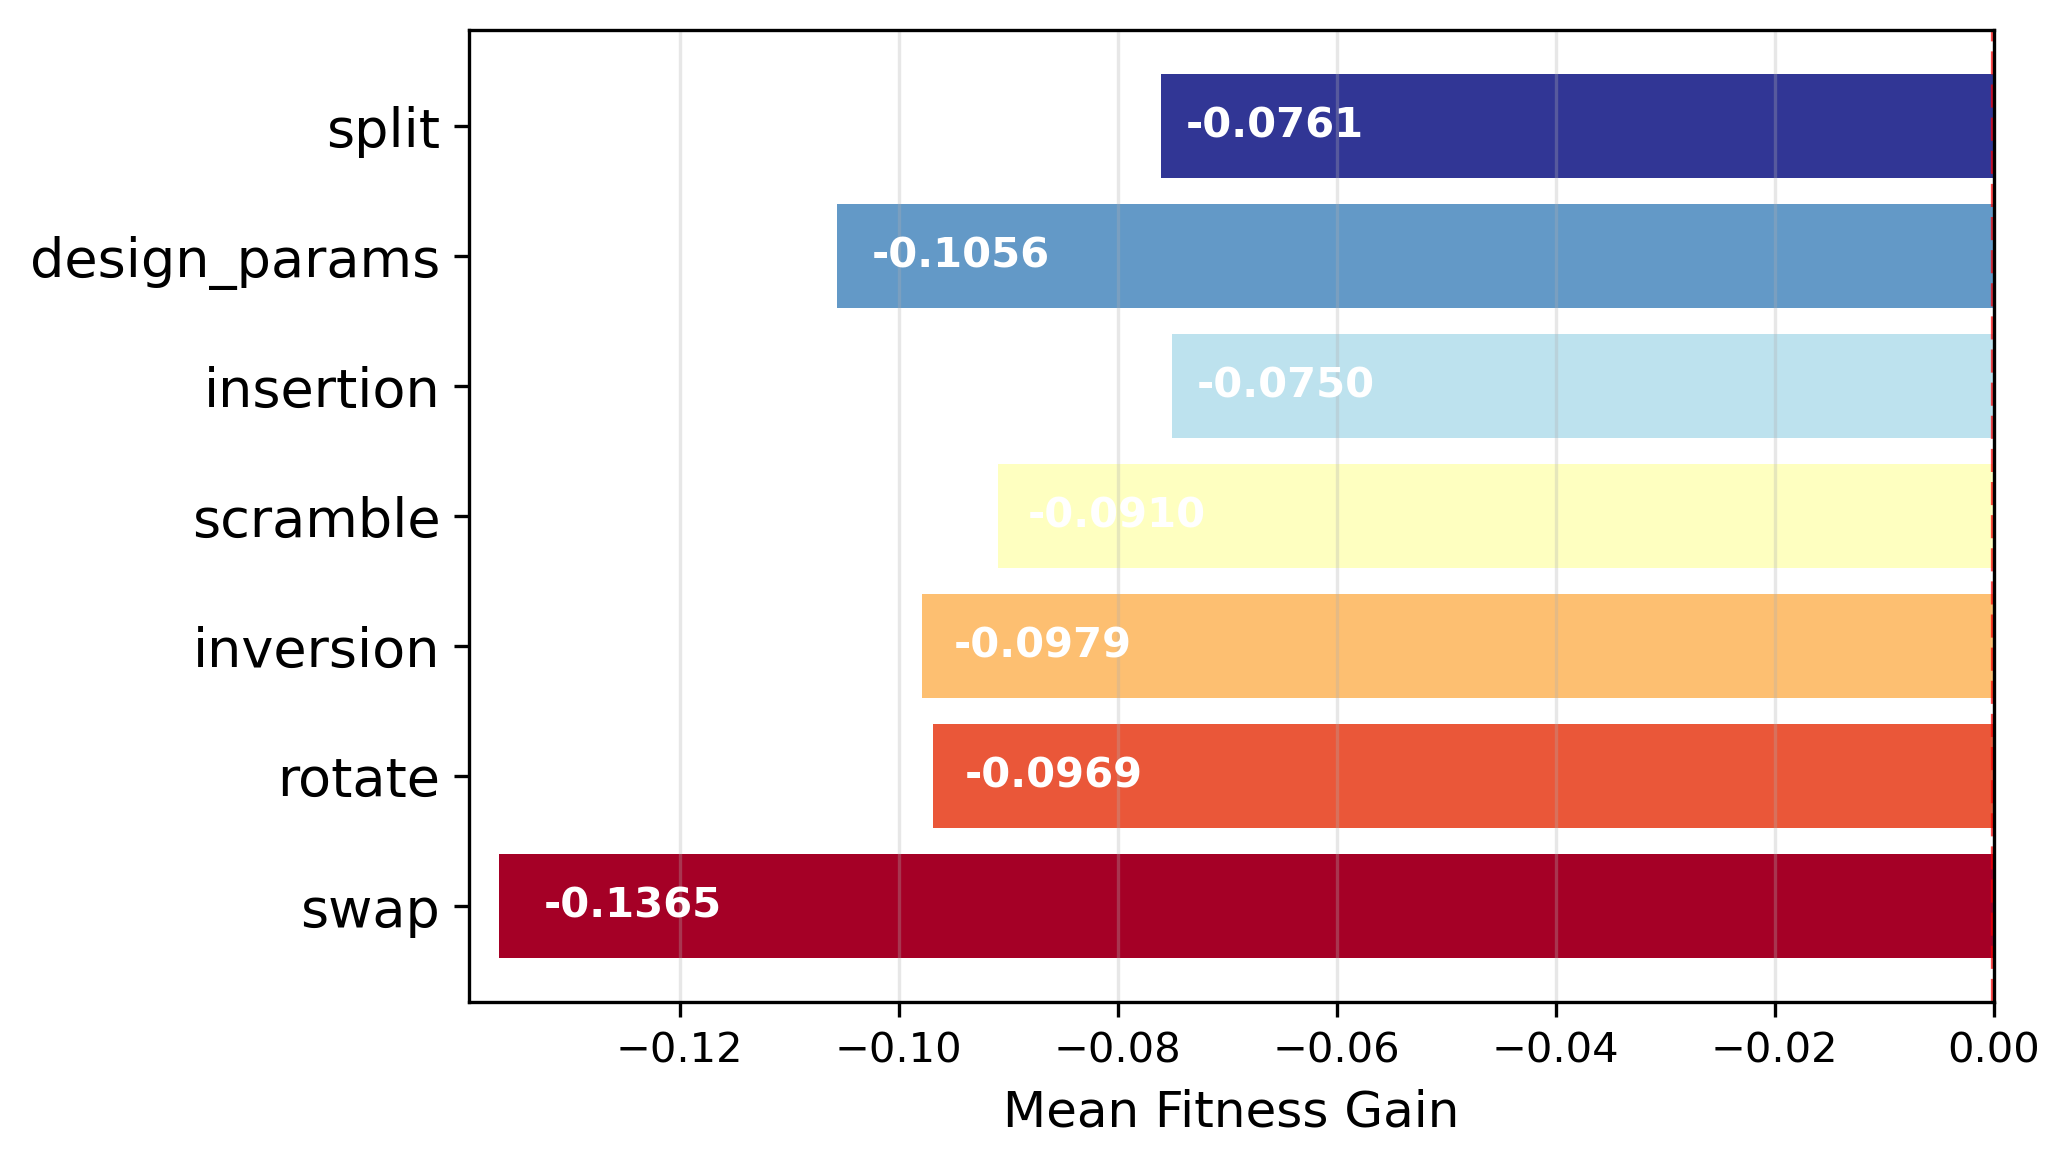 split
-0.0761
design_params
-0.1056
insertion
-0.0750
scramble
-0.0910
inversion
-0.0979
rotate
-0.0969
swap
-0.1365
−0.12 −0.10 −0.08 −0.06 −0.04 −0.02 0.00
Mean Fitness Gain